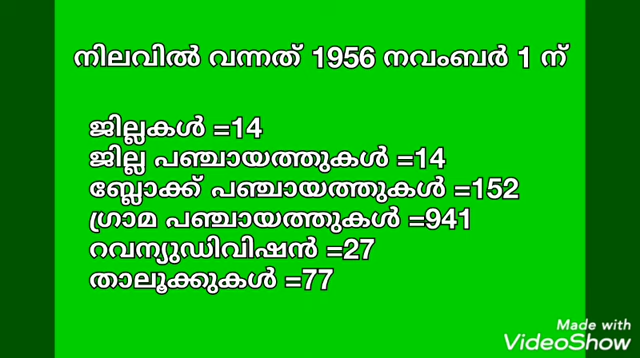 നിലവിൽ വന്നത് 1956 നവംബർ 1 ന്
ജില്ലകൾ =14
ജില്ല പഞ്ചായത്തുകൾ =14
ബ്ലോക്ക് പഞ്ചായത്തുകൾ =152
ഗ്രാമ പഞ്ചായത്തുകൾ =941
റവന്യുഡിവിഷൻ =27
താലൂക്കുകൾ =77
Made with
VideoShow